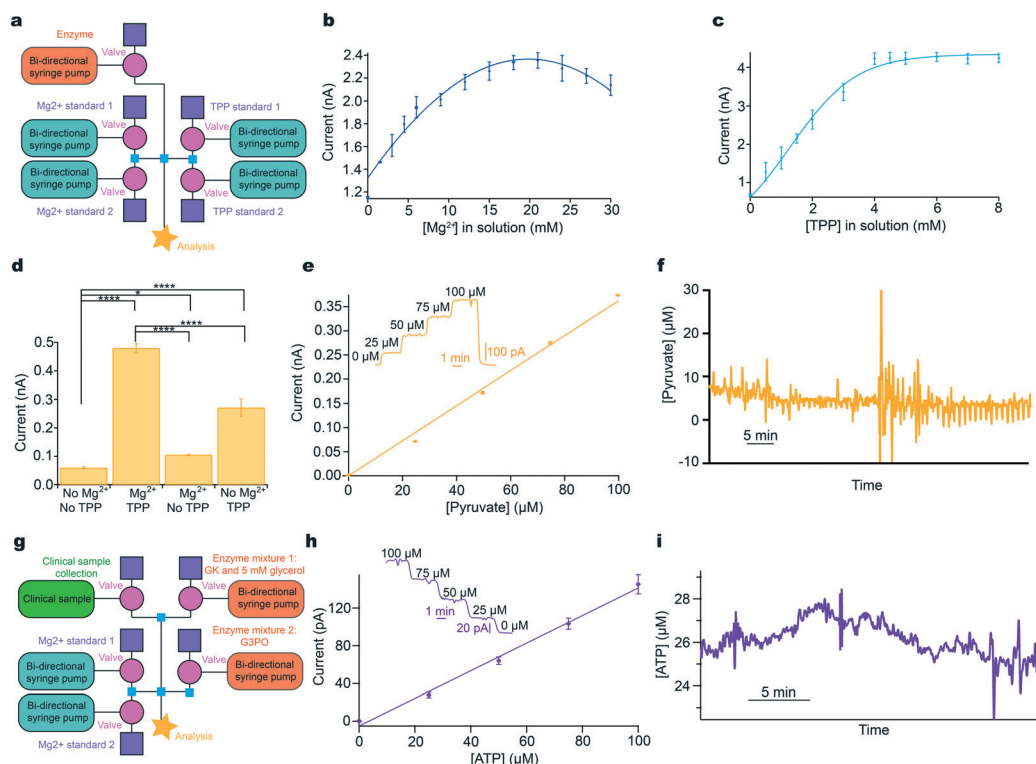 a
Enzyme
Valve
Bi-directional
syringe pump
Mg2+ standard 1
TPP standard 1
Valve
Valve
Bi-directional
syringe pump
Bi-directional
syringe pump
Bi-directional
syringe pump
Bi-directional
syringe pump
Valve
Valve
Mg2+ standard 2
TPP standard 2
Analysis
b
Current (nA)
2.4
2.2
2.0
1.8
1.6
1.4
1.2
0
5
10
15
20
25
30
[Mg²⁺] in solution (mM)
c
Current (nA)
4
3
2
1
0
2
4
6
8
[TPP] in solution (mM)
d
****
*
****
****
****
Current (nA)
0.5
0.4
0.3
0.2
0.1
0.0
No Mg²⁺ Mg²⁺ Mg²⁺ No Mg²⁺
No TPP TPP No TPP TPP
e
Current (nA)
0.35
0.30
0.25
0.20
0.15
0.10
0.05
0.00
0 µM
25 µM
50 µM
75 µM
100 µM
1 min
100 pA
0
20
40
60
80
100
[Pyruvate] (µM)
f
[Pyruvate] (µM)
30
20
10
0
-10
5 min
Time
g
Clinical sample
collection
Enzyme mixture 1:
GK and 5 mM glycerol
Valve
Valve
Clinical sample
Bi-directional
syringe pump
Mg2+ standard 1
Enzyme mixture 2:
G3PO
Valve
Valve
Bi-directional
syringe pump
Bi-directional
syringe pump
Bi-directional
syringe pump
Valve
Mg2+ standard 2
Analysis
h
Current (pA)
120
80
40
0
100 µM
75 µM
50 µM
25 µM
0 µM
1 min
20 pA
0
20
40
60
80
100
[ATP] (µM)
i
[ATP] (µM)
28
26
24
5 min
Time